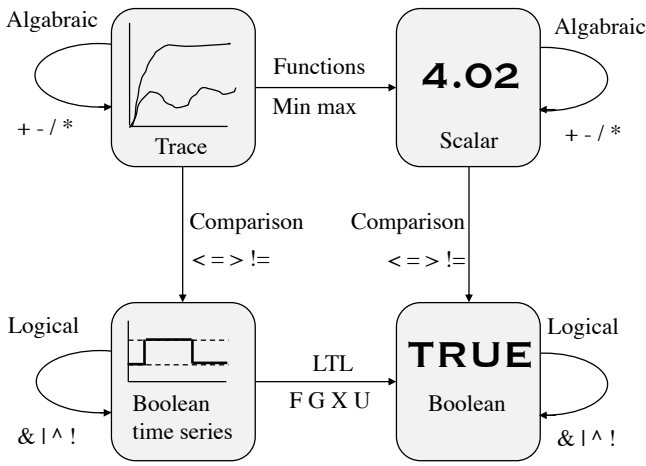 Algabraic
Functions
4.02
Algabraic
+ - / *
Min max
+ - / *
Trace
Scalar
Comparison
Comparison
< = > !=
< = > !=
Logical
LTL
TRUE
Logical
F G X U
Boolean
time series
Boolean
& | ^ !
& | ^ !